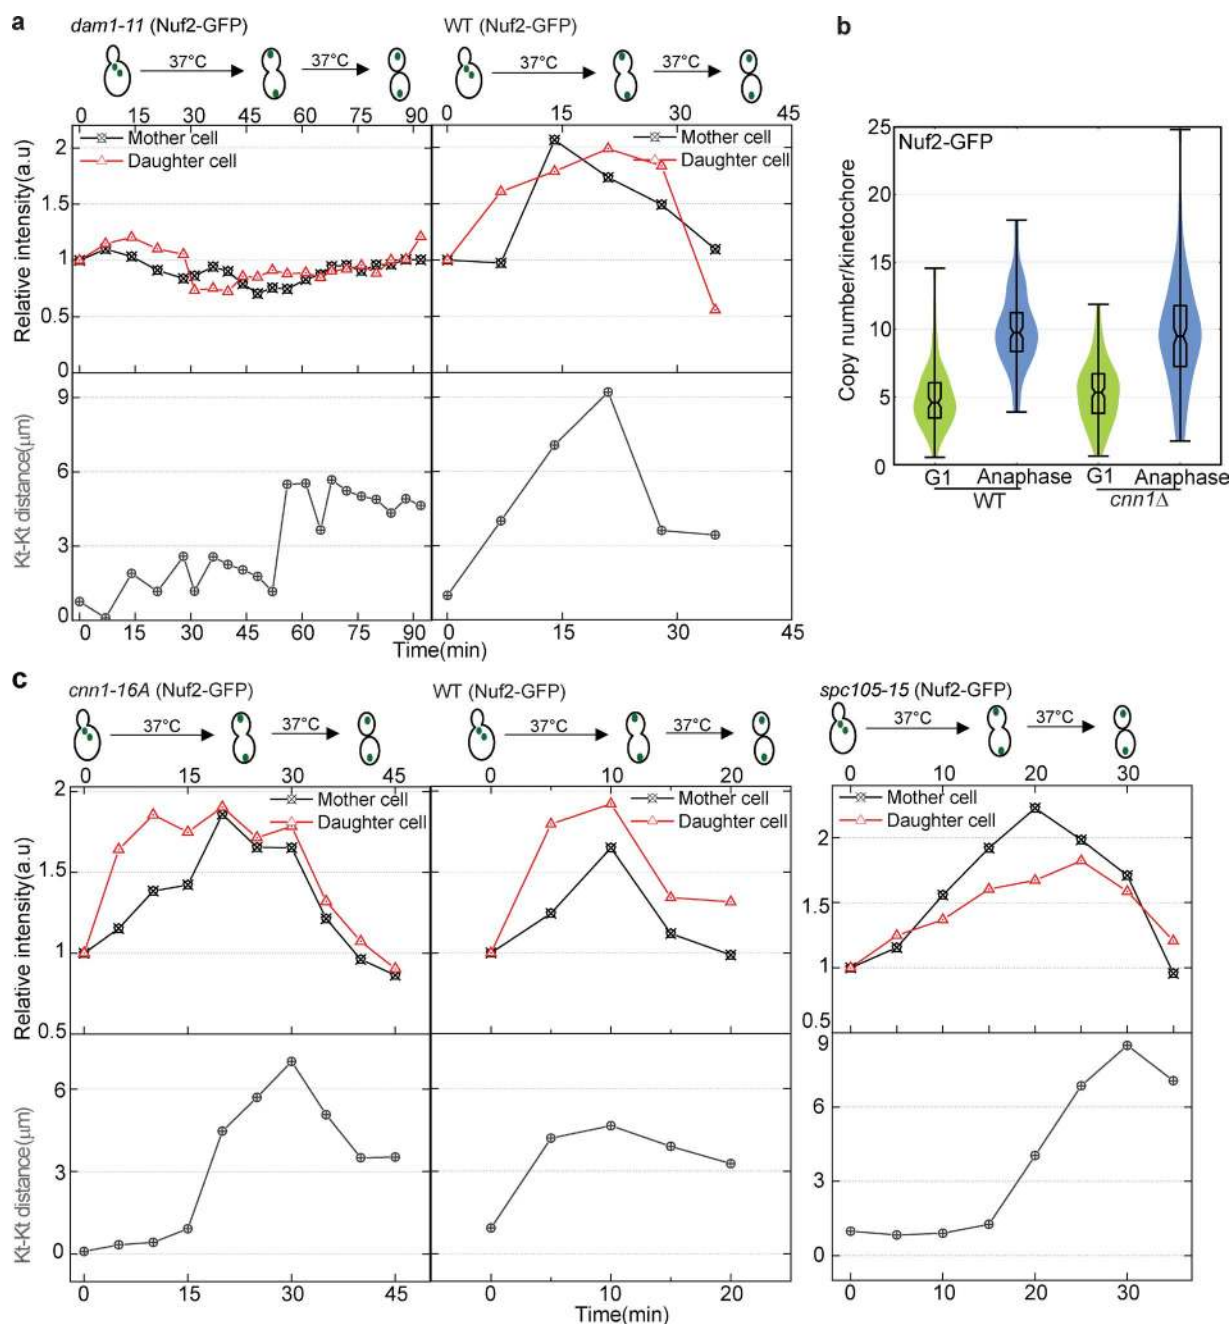 a
dam1-11 (Nuf2-GFP)
WT (Nuf2-GFP)
37°C
37°C
37°C
37°C
0 15 30 45 60 75 90
0 15 30 45
Mother cell
Daughter cell
Mother cell
Daughter cell
Relative intensity(a.u)
2
1.5
1
0.5
0
Kt-Kt distance(μm)
9
6
3
0
0 15 30 45 60 75 90
0 15 30 45
Time(min)
b
Nuf2-GFP
Copy number/kinetochore
25
20
15
10
5
0
G1 Anaphase G1 Anaphase
WT cnn1Δ
c
cnn1-16A (Nuf2-GFP)
WT (Nuf2-GFP)
spc105-15 (Nuf2-GFP)
37°C
37°C
37°C
37°C
37°C
37°C
0 15 30 45
0 10 20
0 10 20 30
Mother cell
Daughter cell
Mother cell
Daughter cell
Mother cell
Daughter cell
Relative intensity(a.u)
2
1.5
1
0.5
2
1.5
1
0.5
Kt-Kt distance(μm)
6
3
0
9
6
3
0
0 15 30 45
0 10 20
0 10 20 30
Time(min)